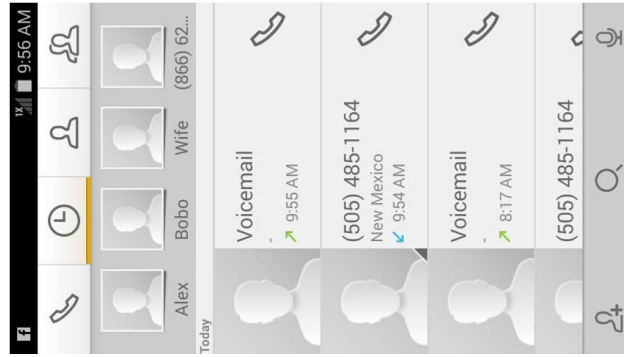 1X 9:56 AM
Alex Bobo Wife (866) 62...
Today
Voicemail
-
9:55 AM
(505) 485-1164
New Mexico
9:54 AM
Voicemail
-
8:17 AM
(505) 485-1164